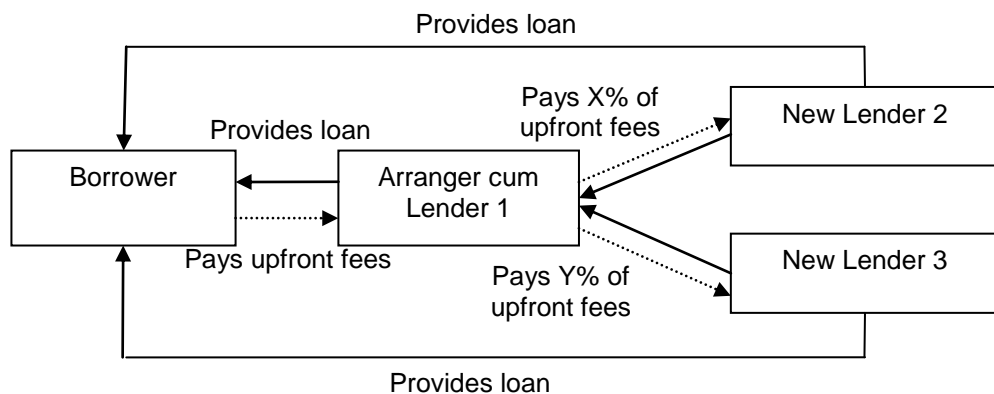 Provides loan
Pays X% of
upfront fees
New Lender 2
Provides loan
Borrower
Arranger cum
Lender 1
Pays upfront fees
New Lender 3
Pays Y% of
upfront fees
Provides loan